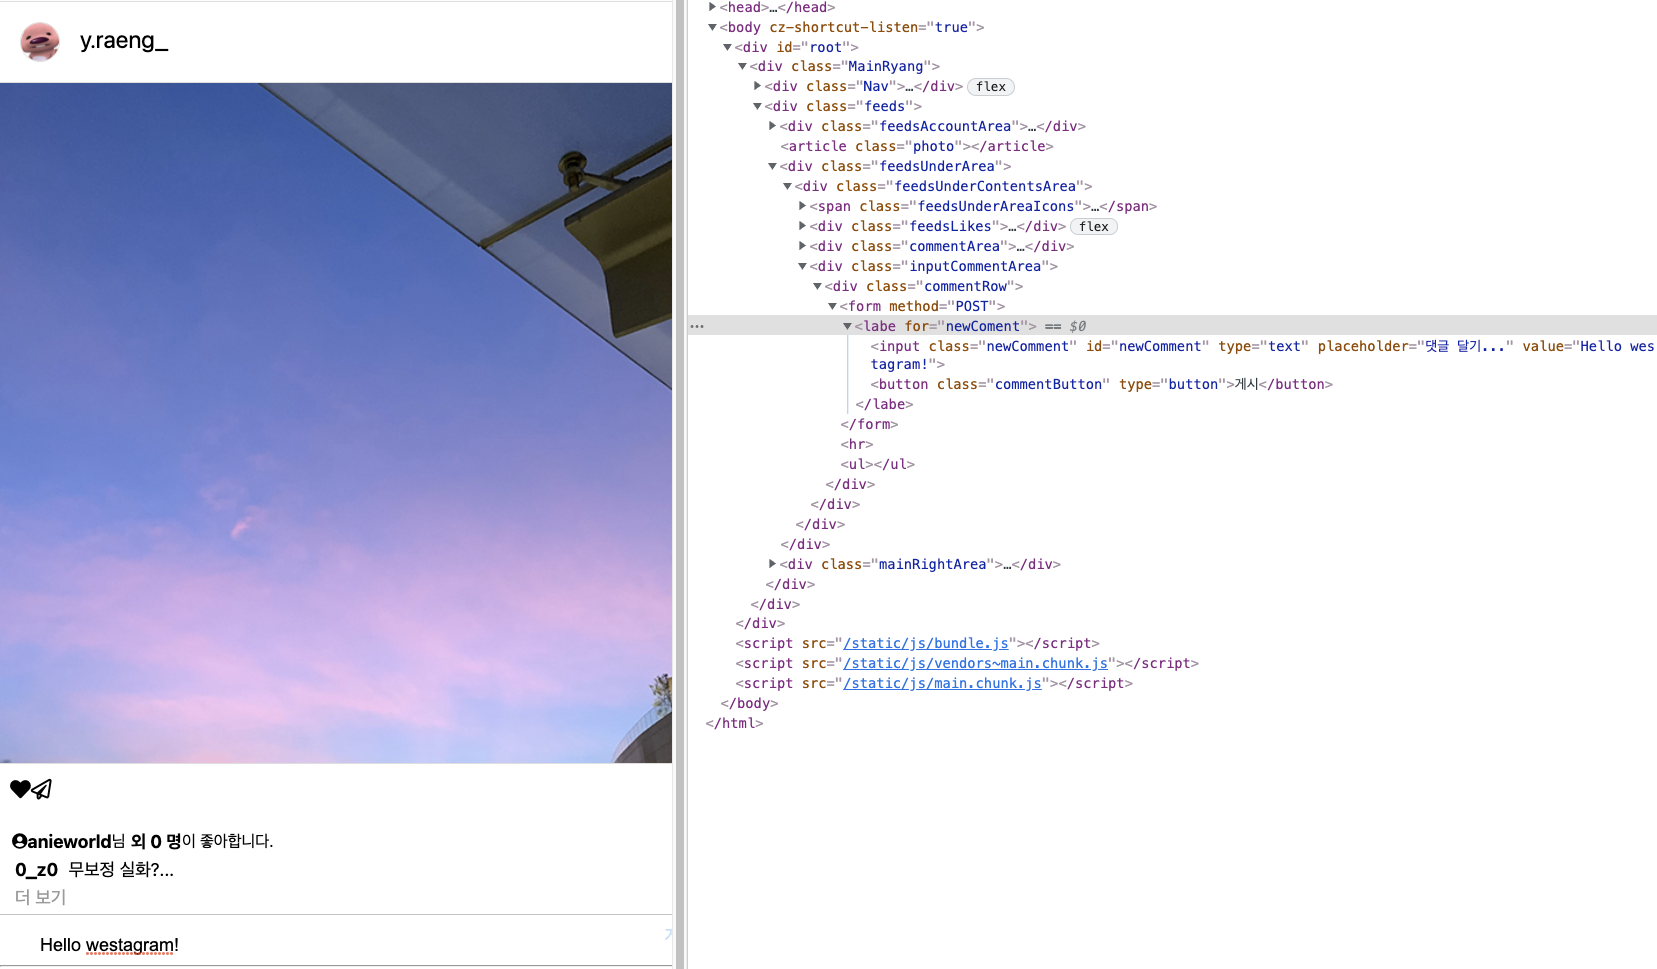 y.raeng_
anieworld님 외 0 명이 좋아합니다.
0_z0 무보정 실화?...
더 보기
Hello westagram!
<head>…</head>
<body cz-shortcut-listen="true">
<div id="root">
<div class="MainRyang">
<div class="Nav">…</div> flex
<div class="feeds">
<div class="feedsAccountArea">…</div>
<article class="photo"></article>
<div class="feedsUnderArea">
<div class="feedsUnderContentsArea">
<span class="feedsUnderAreaIcons">…</span>
<div class="feedsLikes">…</div> flex
<div class="commentArea">…</div>
<div class="inputCommentArea">
<div class="commentRow">
<form method="POST">
<labe for="newComent"> == $0
<input class="newComment" id="newComment" type="text" placeholder="댓글 달기..." value="Hello wes
tagram!">
<button class="commentButton" type="button">게시</button>
</labe>
</form>
<hr>
<ul></ul>
</div>
</div>
</div>
</div>
<div class="mainRightArea">…</div>
</div>
</div>
</div>
<script src="/static/js/bundle.js"></script>
<script src="/static/js/vendors~main.chunk.js"></script>
<script src="/static/js/main.chunk.js"></script>
</body>
</html>